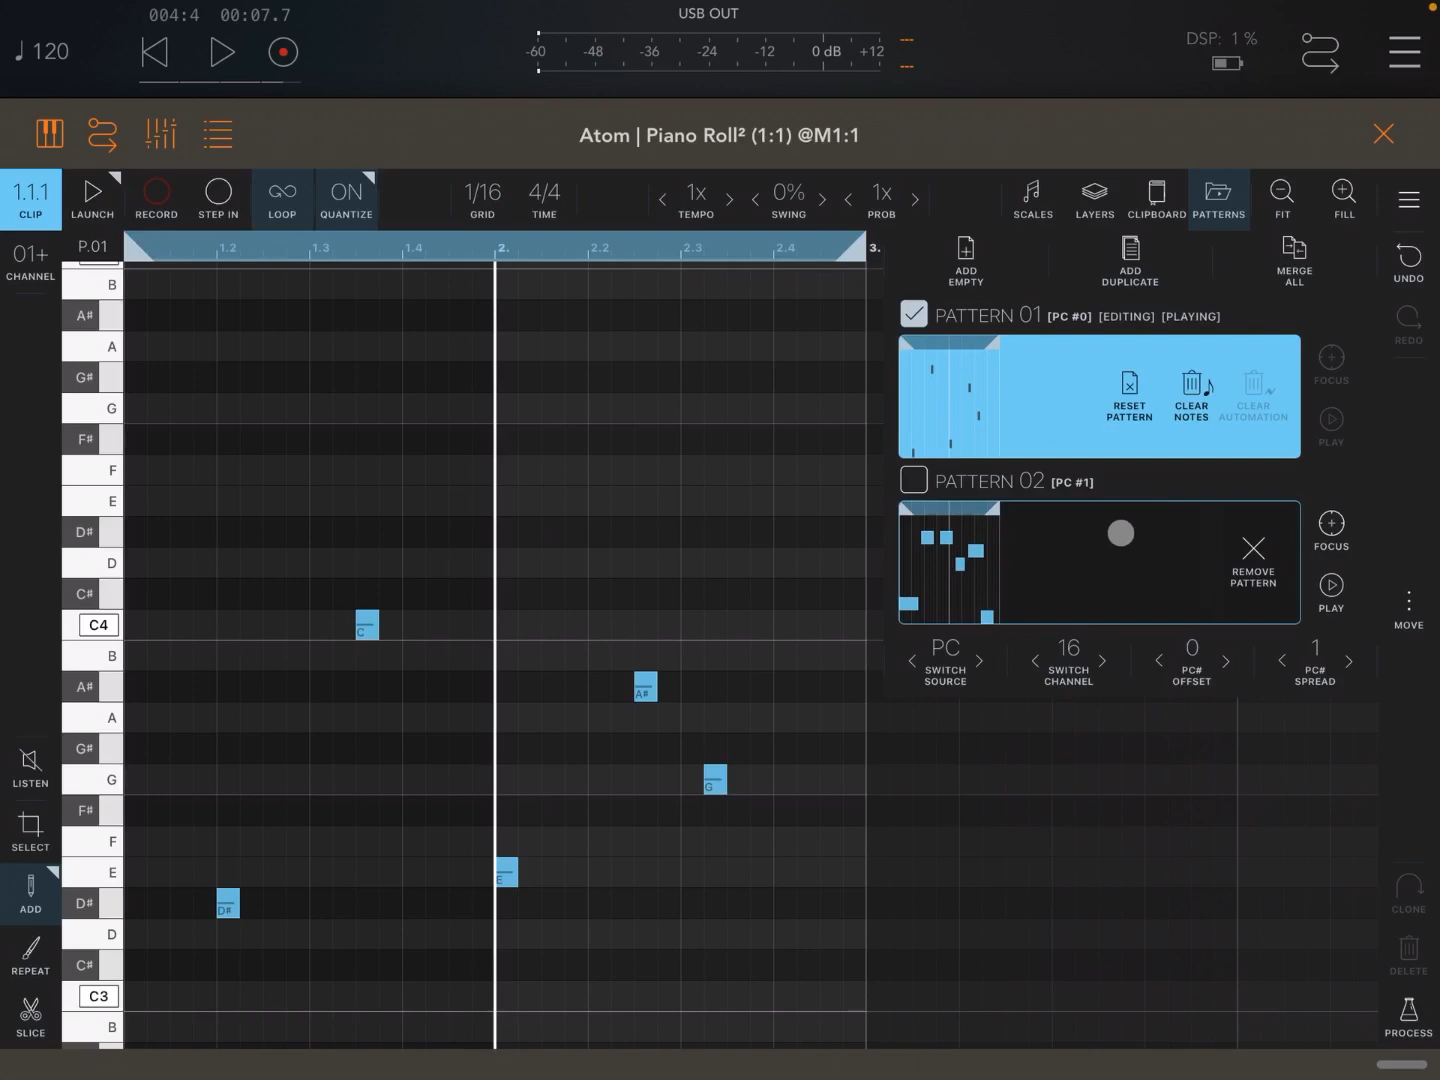 004:4 00:07.7
USB OUT
♩120
-60 -48 -36 -24 -12 0 dB +12
DSP: 1 %
Atom | Piano Roll² (1:1) @M1:1
1.1.1
CLIP
LAUNCH
RECORD
STEP IN
LOOP
ON
QUANTIZE
1/16
GRID
4/4
TIME
1x
TEMPO
0%
SWING
1x
PROB
SCALES
LAYERS
CLIPBOARD
PATTERNS
FIT
FILL
01+
CHANNEL
P.01
1.2 1.3 1.4 2. 2.2 2.3 2.4 3.
ADD
EMPTY
ADD
DUPLICATE
MERGE
ALL
UNDO
REDO
PATTERN 01 [PC #0] [EDITING] [PLAYING]
RESET
PATTERN
CLEAR
NOTES
CLEAR
AUTOMATION
FOCUS
PLAY
PATTERN 02 [PC #1]
REMOVE
PATTERN
FOCUS
PLAY
MOVE
PC
SWITCH
SOURCE
16
SWITCH
CHANNEL
0
PC#
OFFSET
1
PC#
SPREAD
B
A#
A
G#
G
F#
F
E
D#
D
C#
C4
C
B
A#
A#
A
G#
G
G
F#
F
E
E
D#
D#
D
C#
C3
B
LISTEN
SELECT
ADD
REPEAT
SLICE
CLONE
DELETE
PROCESS